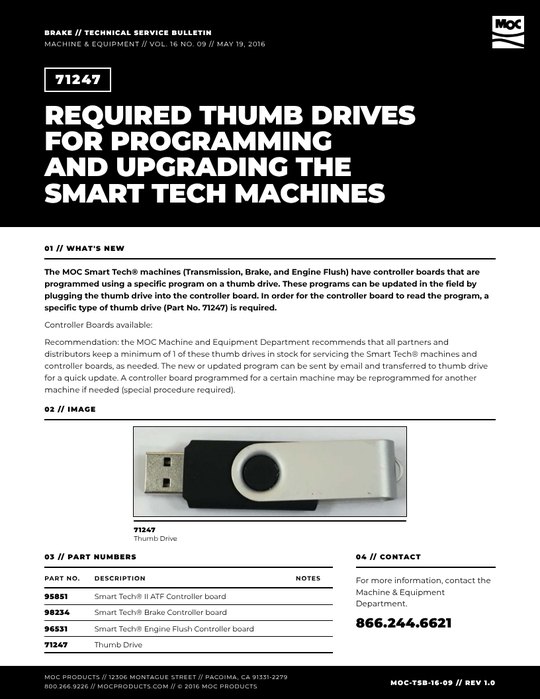 BRAKE // TECHNICAL SERVICE BULLETIN
MACHINE & EQUIPMENT // VOL. 16 NO. 09 // MAY 19, 2016
MOC
71247
REQUIRED THUMB DRIVES
FOR PROGRAMMING
AND UPGRADING THE
SMART TECH MACHINES
01 // WHAT'S NEW
The MOC Smart Tech® machines (Transmission, Brake, and Engine Flush) have controller boards that are
programmed using a specific program on a thumb drive. These programs can be updated in the field by
plugging the thumb drive into the controller board. In order for the controller board to read the program, a
specific type of thumb drive (Part No. 71247) is required.
Controller Boards available:
Recommendation: the MOC Machine and Equipment Department recommends that all partners and
distributors keep a minimum of 1 of these thumb drives in stock for servicing the Smart Tech® machines and
controller boards, as needed. The new or updated program can be sent by email and transferred to thumb drive
for a quick update. A controller board programmed for a certain machine may be reprogrammed for another
machine if needed (special procedure required).
02 // IMAGE
71247
Thumb Drive
03 // PART NUMBERS
PART NO. DESCRIPTION NOTES
95851 Smart Tech® II ATF Controller board
98234 Smart Tech® Brake Controller board
96531 Smart Tech® Engine Flush Controller board
71247 Thumb Drive
04 // CONTACT
For more information, contact the
Machine & Equipment
Department.
866.244.6621
MOC PRODUCTS // 12306 MONTAGUE STREET // PACOIMA, CA 91331-2279
800.266.9226 // MOCPRODUCTS.COM // © 2016 MOC PRODUCTS
MOC-TSB-16-09 // REV 1.0